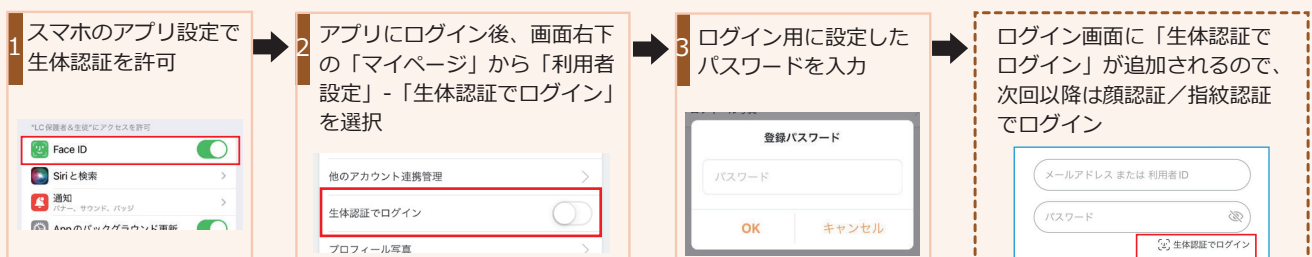 1
スマホのアプリ設定で
生体認証を許可
"LC保護者&生徒"にアクセスを許可
Face ID
Siriと検索
通知
バナー、サウンド、バッジ
Appのバックグラウンド更新
2
アプリにログイン後、画面右下
の「マイページ」から「利用者
設定」-「生体認証でログイン」
を選択
他のアカウント連携管理
生体認証でログイン
プロフィール写真
3
ログイン用に設定した
パスワードを入力
登録パスワード
パスワード
OK キャンセル
ログイン画面に「生体認証で
ログイン」が追加されるので、
次回以降は顔認証／指紋認証
でログイン
メールアドレス または 利用者ID
パスワード
生体認証でログイン